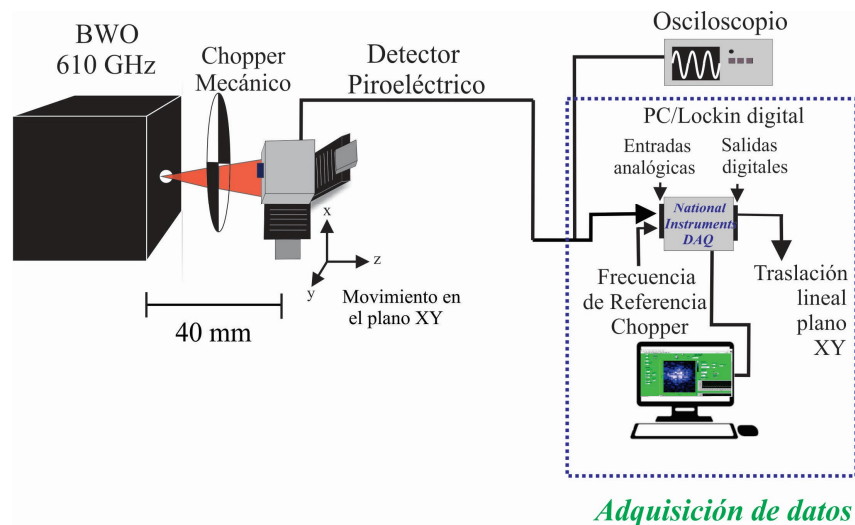 BWO
610 GHz
Chopper
Mecánico
Detector
Piroeléctrico
Osciloscopio
PC/Lockin digital
Entradas
analógicas
Salidas
digitales
National
Instruments
DAQ
x
z
y
Movimiento en
el plano XY
40 mm
Frecuencia
de Referencia
Chopper
Traslación
lineal
plano
XY
Adquisición de datos